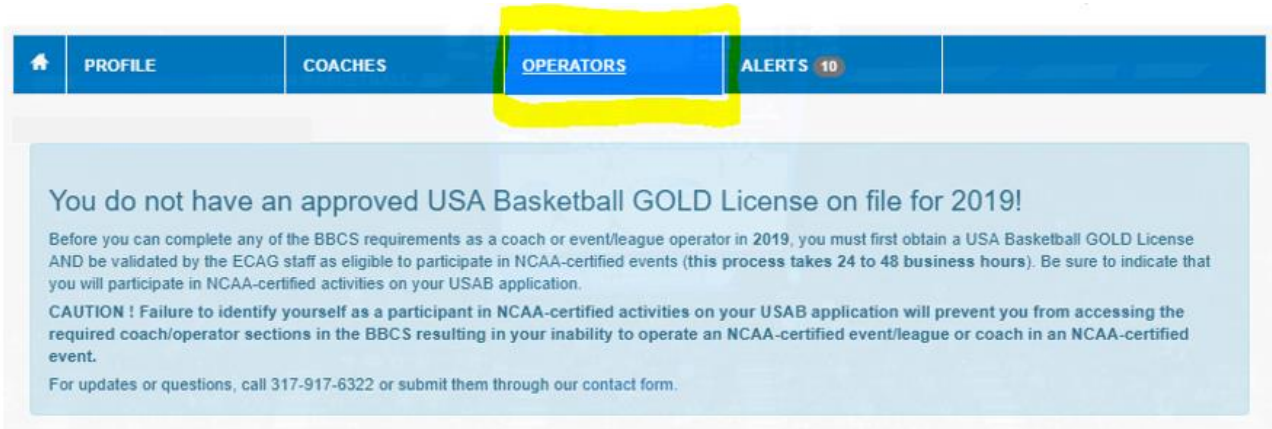 PROFILE COACHES OPERATORS ALERTS 10
You do not have an approved USA Basketball GOLD License on file for 2019!
Before you can complete any of the BBCS requirements as a coach or event/league operator in 2019, you must first obtain a USA Basketball GOLD License
AND be validated by the ECAG staff as eligible to participate in NCAA-certified events (this process takes 24 to 48 business hours). Be sure to indicate that
you will participate in NCAA-certified activities on your USAB application.
CAUTION ! Failure to identify yourself as a participant in NCAA-certified activities on your USAB application will prevent you from accessing the
required coach/operator sections in the BBCS resulting in your inability to operate an NCAA-certified event/league or coach in an NCAA-certified
event.
For updates or questions, call 317-917-6322 or submit them through our contact form.